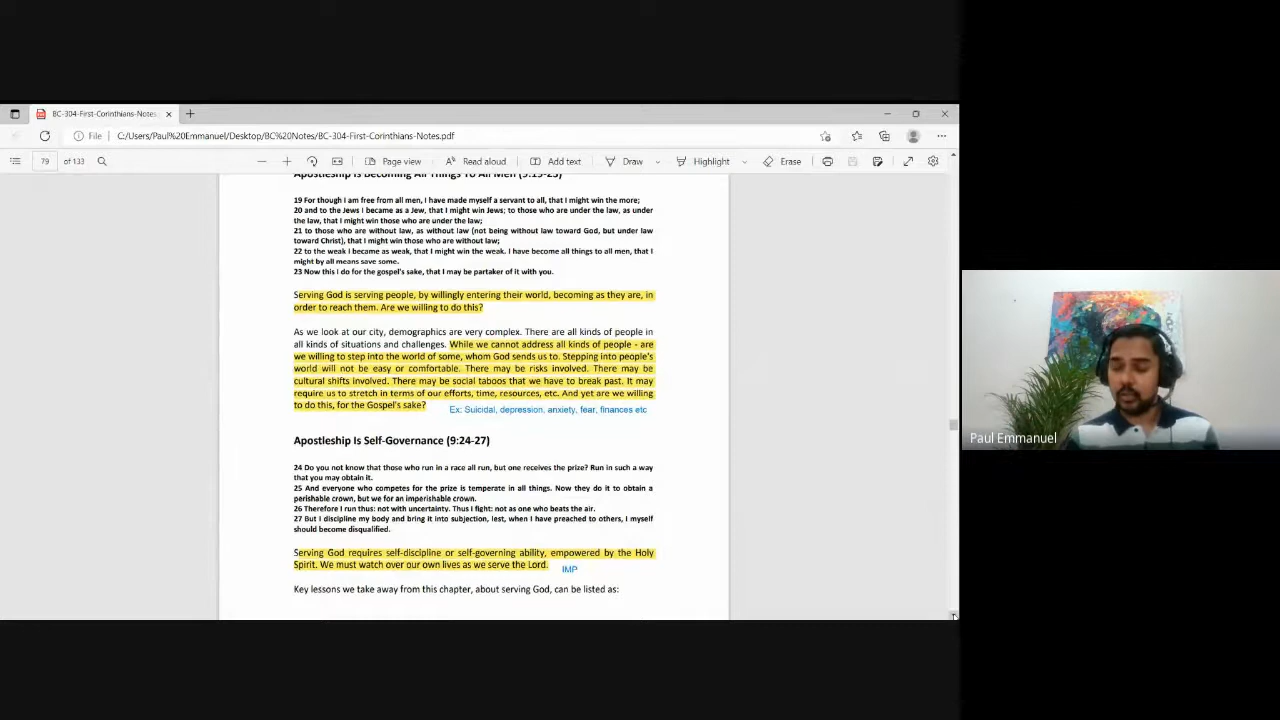 BC-304-First-Corinthians-Notes
File
C:/Users/Paul%20Emmanuel/Desktop/BC%20Notes/BC-304-First-Corinthians-Notes.pdf
79 of 133
Page view
Read aloud
Add text
Draw
Highlight
Erase
Apostleship Is Becoming All Things To All Men (9:19-23)
19 For though I am free from all men, I have made myself a servant to all, that I might win the more;
20 and to the Jews I became as a Jew, that I might win Jews; to those who are under the law, as under
the law, that I might win those who are under the law;
21 to those who are without law, as without law (not being without law toward God, but under law
toward Christ), that I might win those who are without law;
22 to the weak I became as weak, that I might win the weak. I have become all things to all men, that I
might by all means save some.
23 Now this I do for the gospel's sake, that I may be partaker of it with you.
Serving God is serving people, by willingly entering their world, becoming as they are, in
order to reach them. Are we willing to do this?
As we look at our city, demographics are very complex. There are all kinds of people in
all kinds of situations and challenges. While we cannot address all kinds of people - are
we willing to step into the world of some, whom God sends us to. Stepping into people's
world will not be easy or comfortable. There may be risks involved. There may be
cultural shifts involved. There may be social taboos that we have to break past. It may
require us to stretch in terms of our efforts, time, resources, etc. And yet are we willing
to do this, for the Gospel's sake?
Ex: Suicidal, depression, anxiety, fear, finances etc
Apostleship Is Self-Governance (9:24-27)
24 Do you not know that those who run in a race all run, but one receives the prize? Run in such a way
that you may obtain it.
25 And everyone who competes for the prize is temperate in all things. Now they do it to obtain a
perishable crown, but we for an imperishable crown.
26 Therefore I run thus: not with uncertainty. Thus I fight: not as one who beats the air.
27 But I discipline my body and bring it into subjection, lest, when I have preached to others, I myself
should become disqualified.
Serving God requires self-discipline or self-governing ability, empowered by the Holy
Spirit. We must watch over our own lives as we serve the Lord.
IMP
Key lessons we take away from this chapter, about serving God, can be listed as:
Paul Emmanuel